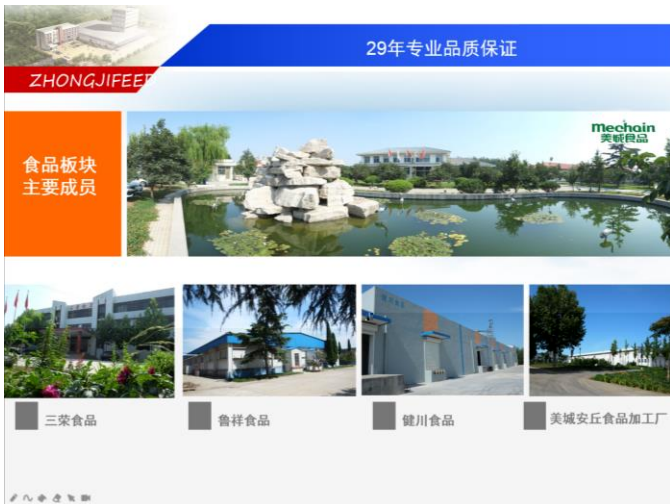 29年专业品质保证
ZHONGJIFEED
食品板块
主要成员
Mechain
美城食品
三荣食品
鲁祥食品
健川食品
美城安丘食品加工厂